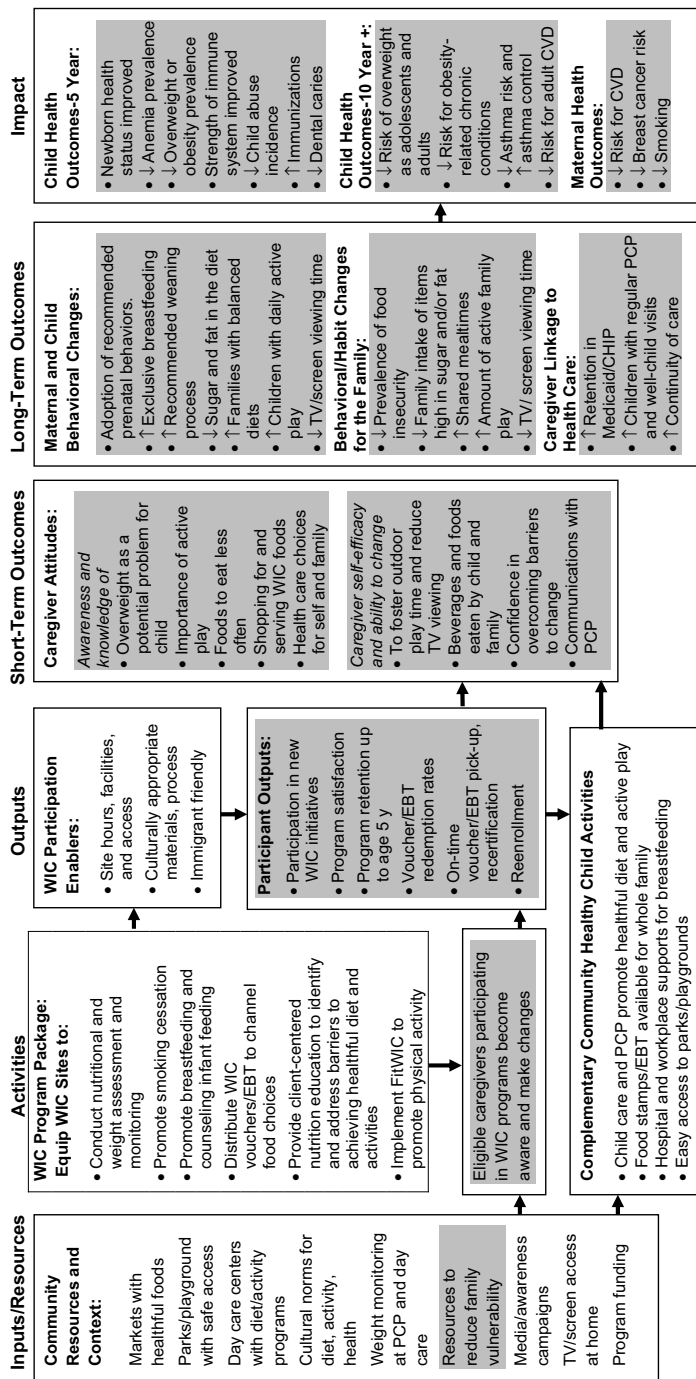 Inputs/Resources
Community
Resources and
Context:
Markets with
healthful foods
Parks/playground
with safe access
Day care centers
with diet/activity
programs
Cultural norms for
diet, activity,
health
Weight monitoring
at PCP and day
care
Resources to
reduce family
vulnerability
Media/awareness
campaigns
TV/screen access
at home
Program funding
Activities
WIC Program Package:
Equip WIC Sites to:
• Conduct nutritional and
weight assessment and
monitoring
• Promote smoking cessation
• Promote breastfeeding and
counseling infant feeding
• Distribute WIC
vouchers/EBT to channel
food choices
• Provide client-centered
nutrition education to identify
and address barriers to
achieving healthful diet and
activities
• Implement FitWIC to
promote physical activity
Eligible caregivers participating
in WIC programs become
aware and make changes
Complementary Community Healthy Child Activities
• Child care and PCP promote healthful diet and active play
• Food stamps/EBT available for whole family
• Hospital and workplace supports for breastfeeding
• Easy access to parks/playgrounds
Outputs
WIC Participation
Enablers:
• Site hours, facilities,
and access
• Culturally appropriate
materials, process
• Immigrant friendly
Participant Outputs:
• Participation in new
WIC initiatives
• Program satisfaction
• Program retention up
to age 5 y
• Voucher/EBT
redemption rates
• On-time
voucher/EBT pick-up,
recertification
• Reenrollment
Short-Term Outcomes
Caregiver Attitudes:
Awareness and
knowledge of
• Overweight as a
potential problem for
child
• Importance of active
play
• Foods to eat less
often
• Shopping for and
serving WIC foods
• Health care choices
for self and family
Caregiver self-efficacy
and ability to change
• To foster outdoor
play time and reduce
TV viewing
• Beverages and foods
eaten by child and
family
• Confidence in
overcoming barriers
to change
• Communications with
PCP
Long-Term Outcomes
Maternal and Child
Behavioral Changes:
• Adoption of recommended
prenatal behaviors.
• ↑ Exclusive breastfeeding
• ↑ Recommended weaning
process
• ↓ Sugar and fat in the diet
• ↑ Families with balanced
diets
• ↑ Children with daily active
play
• ↓ TV/screen viewing time
Behavioral/Habit Changes
for the Family:
• ↓ Prevalence of food
insecurity
• ↓ Family intake of items
high in sugar and/or fat
• ↑ Shared mealtimes
• ↑ Amount of active family
play
• ↓ TV/ screen viewing time
Caregiver Linkage to
Health Care:
• ↑ Retention in
Medicaid/CHIP
• ↑ Children with regular PCP
and well-child visits
• ↑ Continuity of care
Impact
Child Health
Outcomes-5 Year:
• Newborn health
status improved
• ↓ Anemia prevalence
• ↓ Overweight or
obesity prevalence
• Strength of immune
system improved
• ↓ Child abuse
incidence
• ↑ Immunizations
• ↓ Dental caries
Child Health
Outcomes-10 Year +:
• ↓ Risk of overweight
as adolescents and
adults
• ↓ Risk for obesity-
related chronic
conditions
• ↓ Asthma risk and
↑ asthma control
• ↓ Risk for adult CVD
Maternal Health
Outcomes:
• ↓ Risk for CVD
• ↓ Breast cancer risk
• ↓ Smoking